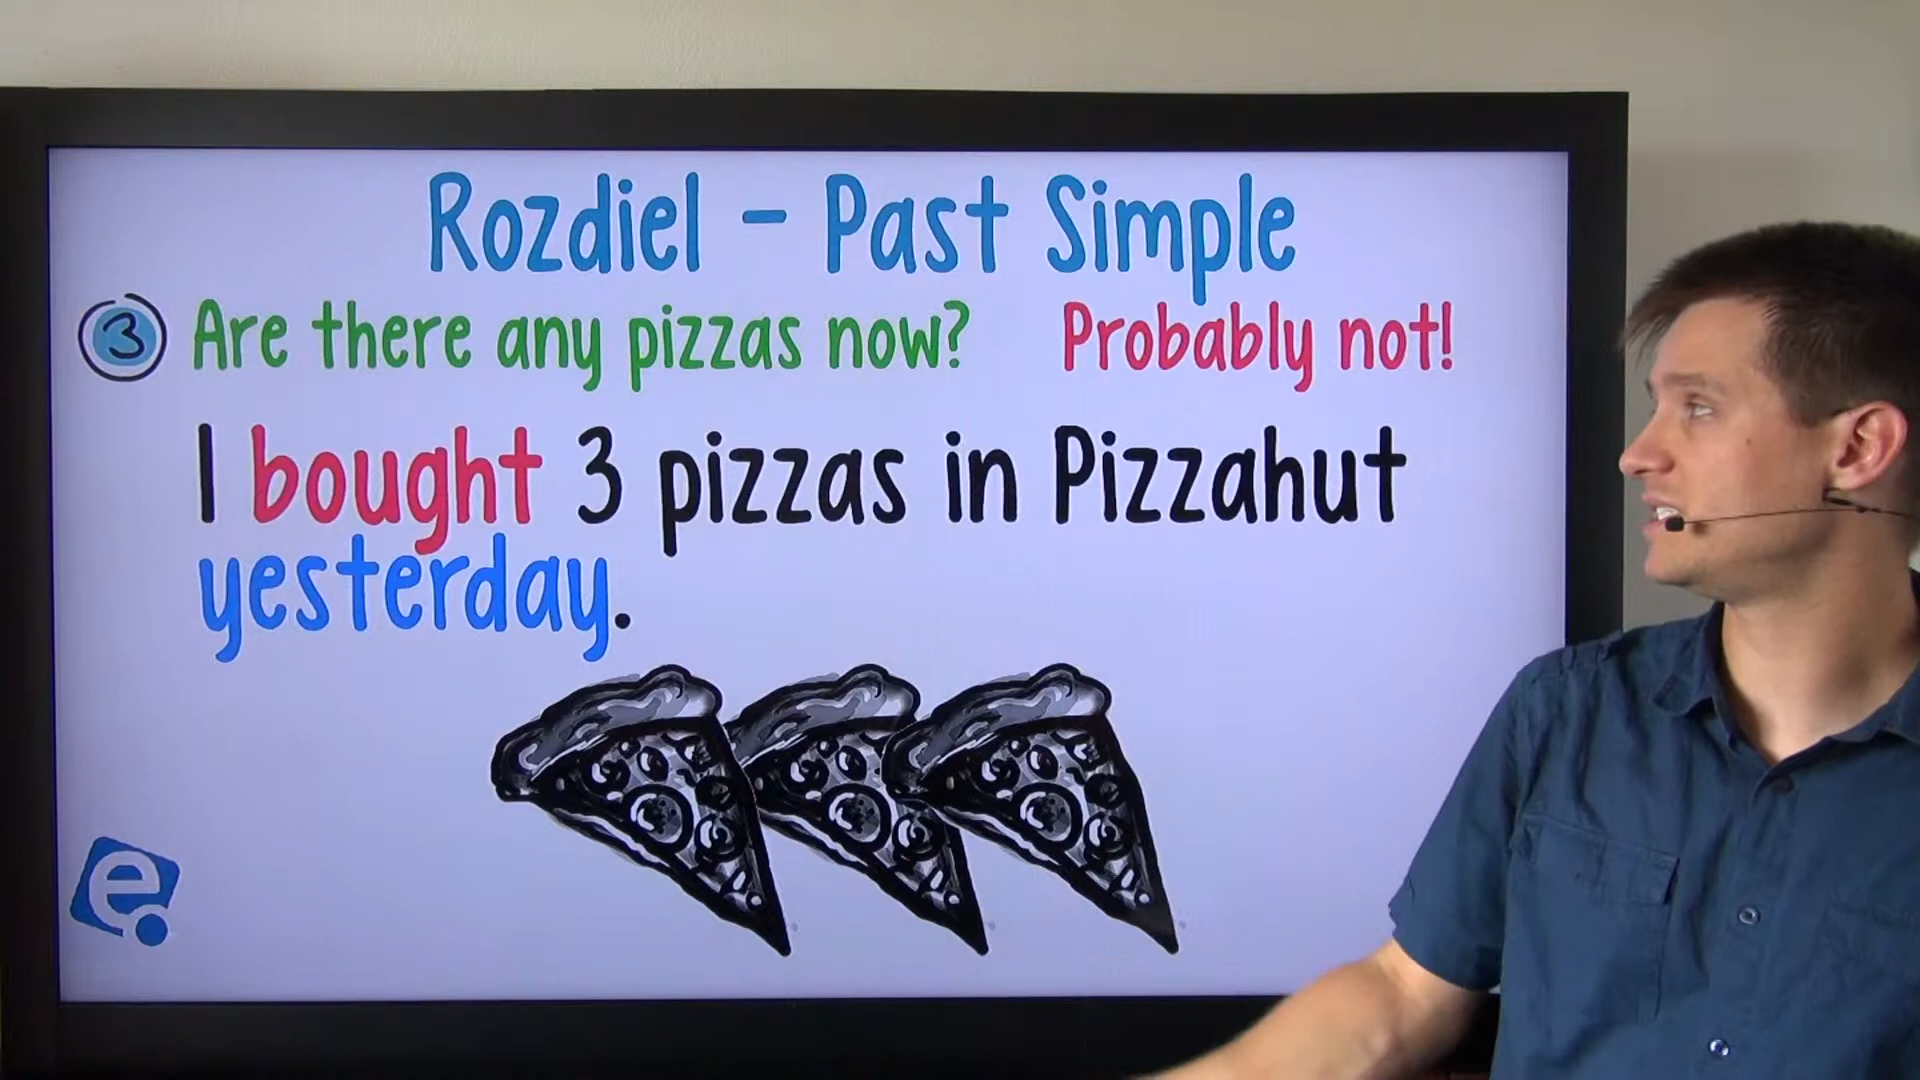 Rozdiel - Past Simple
3 Are there any pizzas now? Probably not!
I bought 3 pizzas in Pizzahut
yesterday.
e